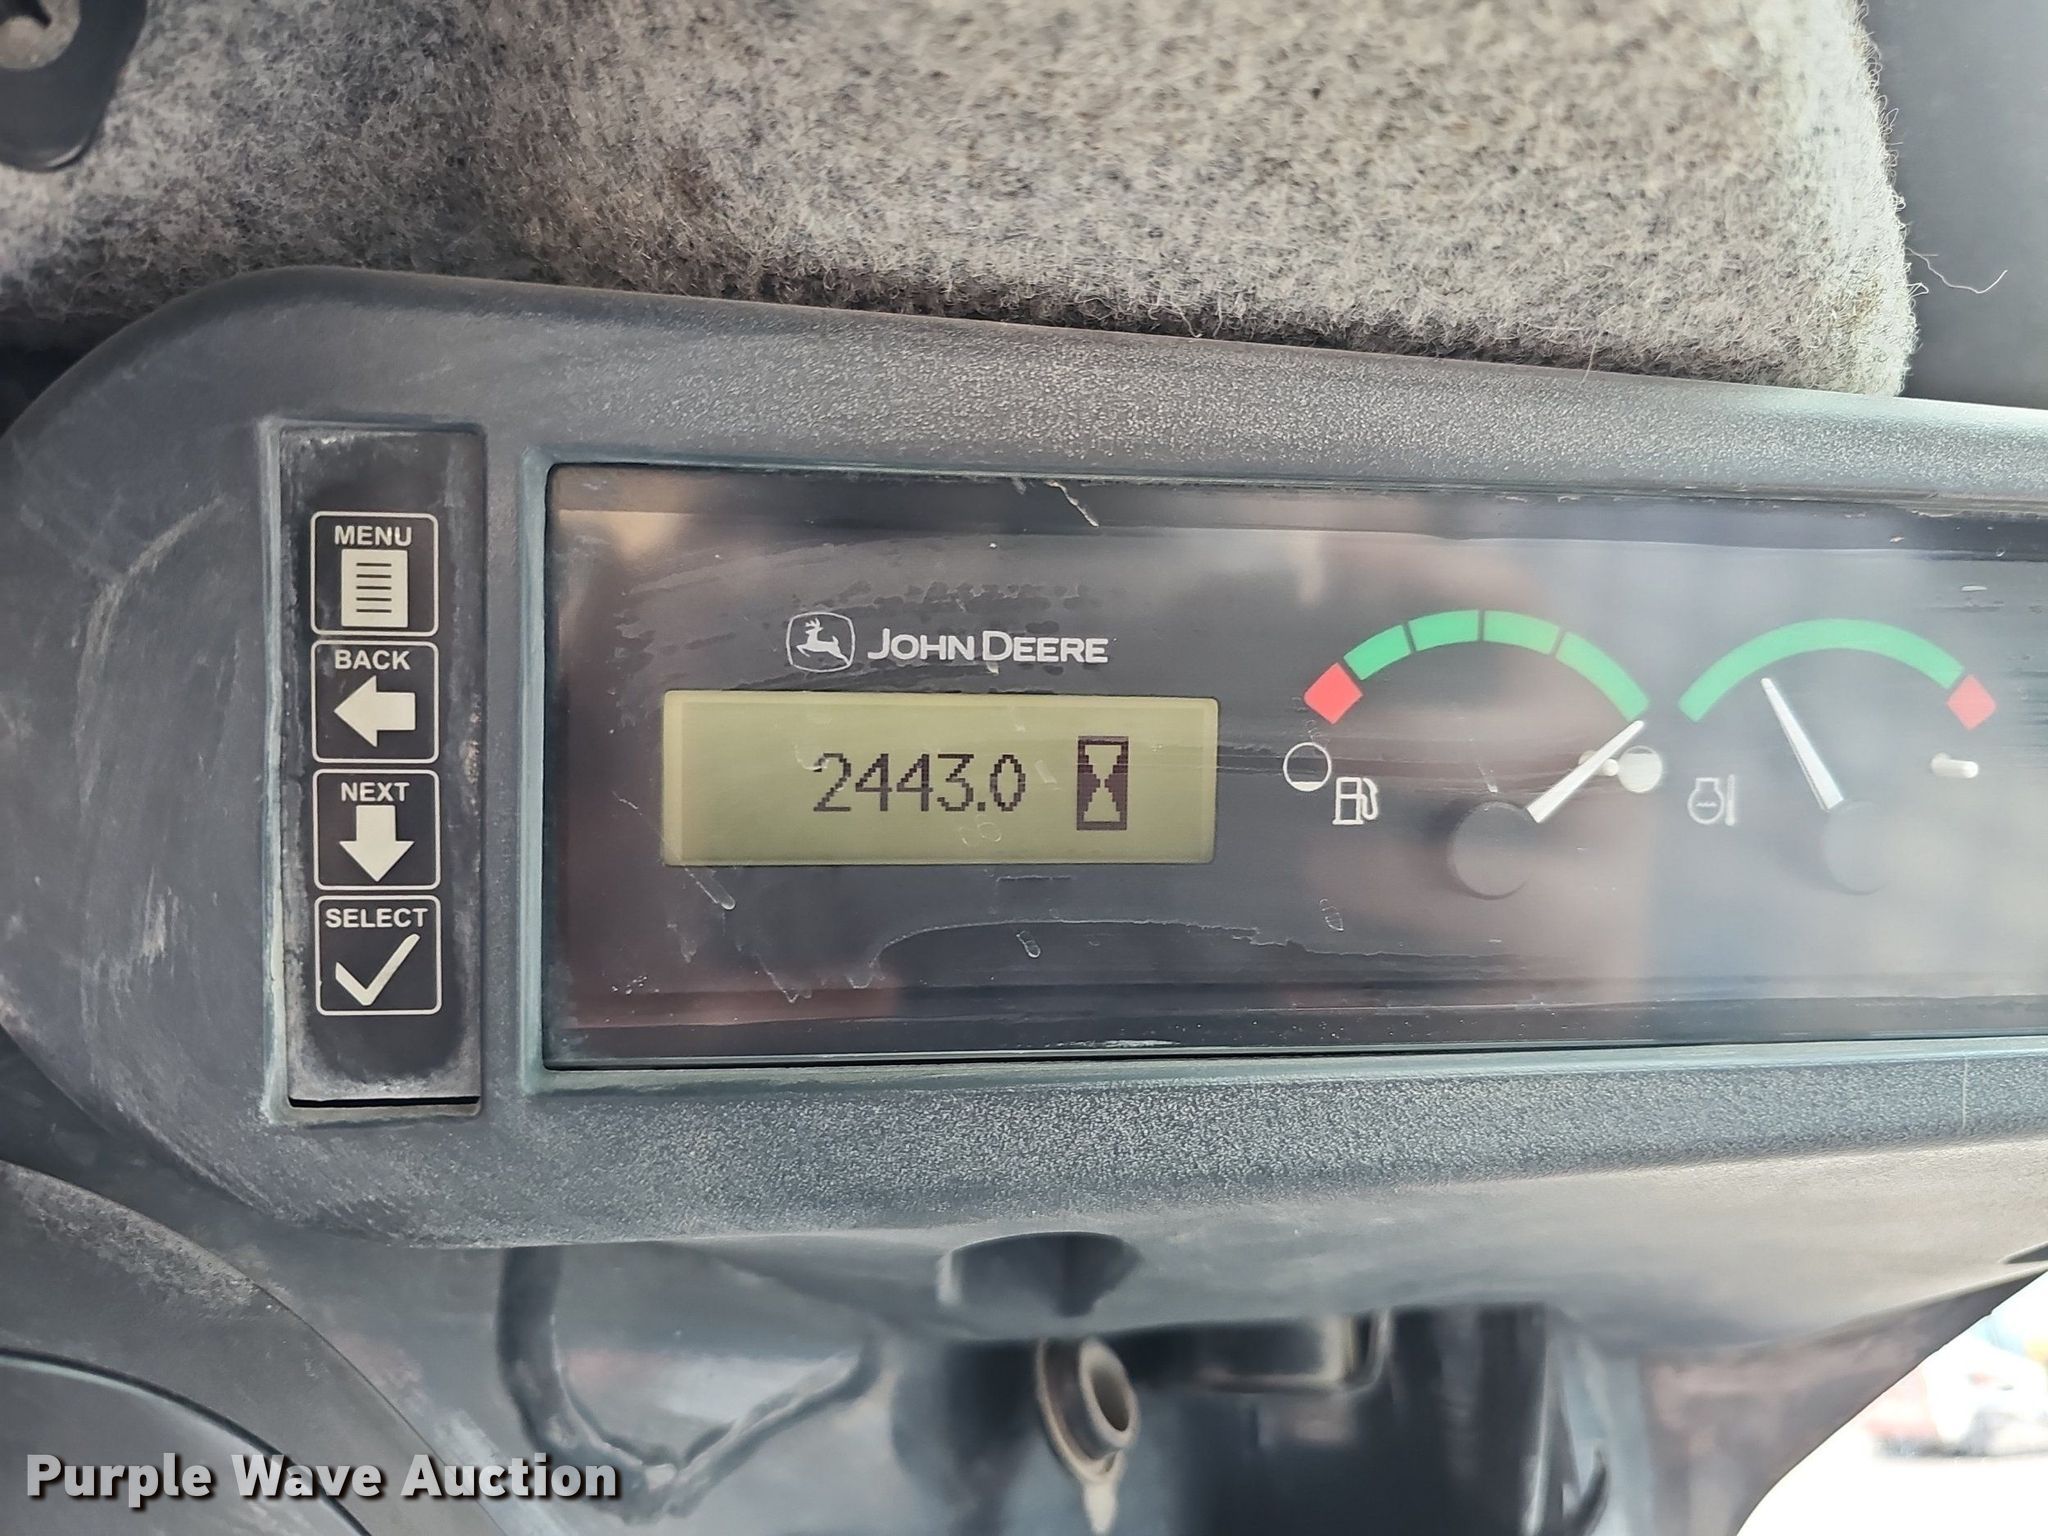 MENU
BACK
NEXT
SELECT
JOHN DEERE
2443.0
Purple Wave Auction